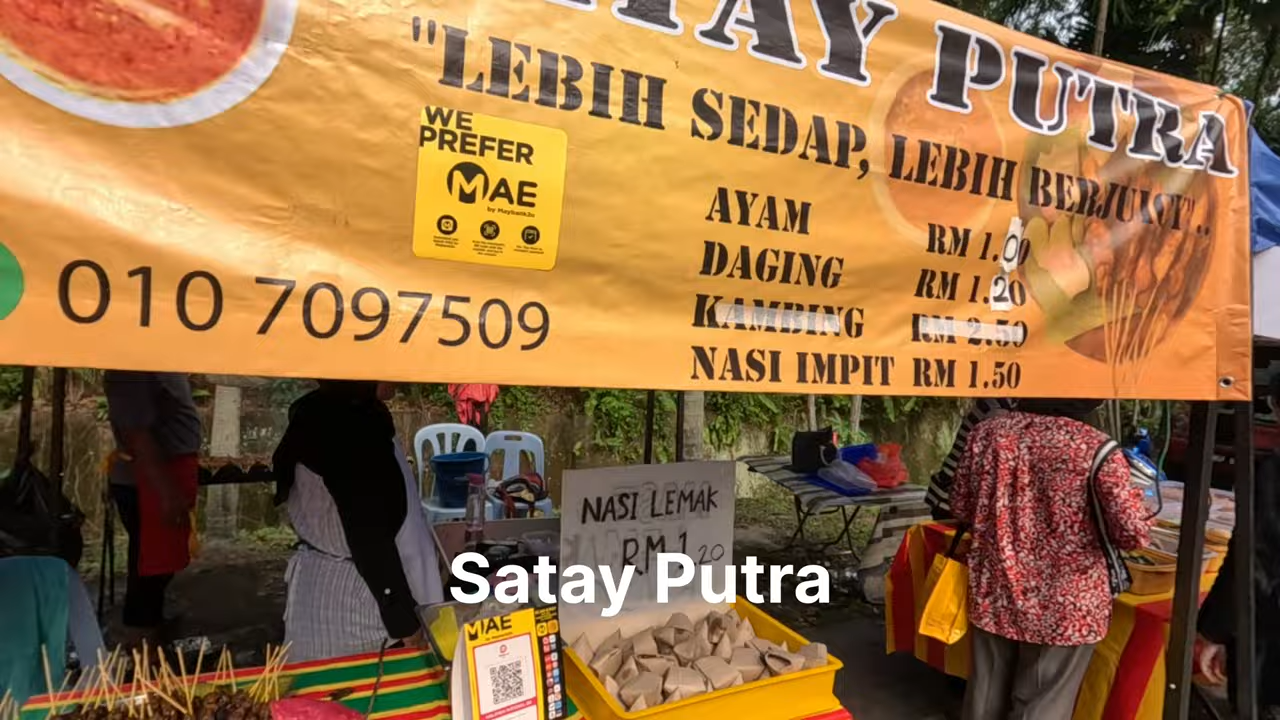 SATAY PUTRA
"LEBIH SEDAP, LEBIH BERJUICY"..
WE
PREFER
MAE
by Maybank2u
AYAM RM 1.00
DAGING RM 1.20
KAMBING RM 2.50
NASI IMPIT RM 1.50
010 7097509
NASI LEMAK
RM 1.20
Satay Putra
MAE